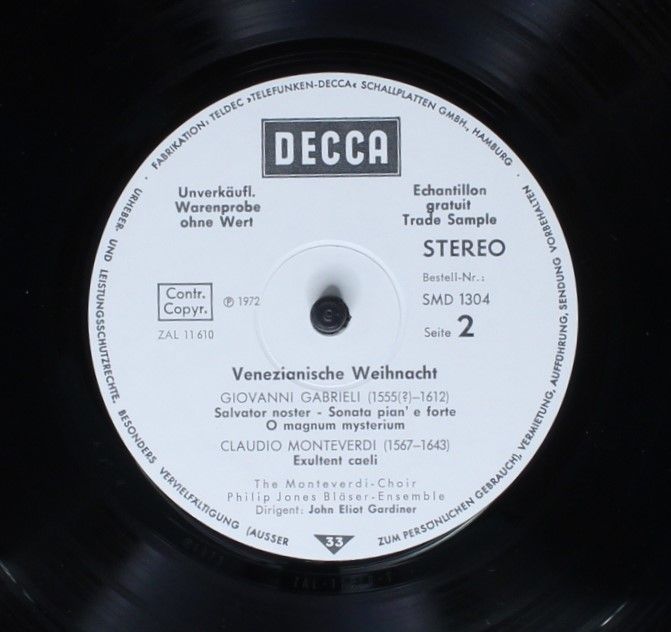 · FABRIKATION: TELDEC »TELEFUNKEN-DECCA« SCHALLPLATTEN GMBH., HAMBURG ·
URHEBER- UND LEISTUNGSSCHUTZRECHTE, BESONDERS VERVIELFÄLTIGUNG (AUSSER ZUM PERSÖNLICHEN GEBRAUCH), VERMIETUNG, AUFFÜHRUNG, SENDUNG VORBEHALTEN
DECCA
Unverkäufl.
Warenprobe
ohne Wert
Echantillon
gratuit
Trade Sample
STEREO
Bestell-Nr.:
SMD 1304
Seite 2
Contr.
Copyr.
℗ 1972
ZAL 11 610
Venezianische Weihnacht
GIOVANNI GABRIELI (1555(?)–1612)
Salvator noster - Sonata pian' e forte
O magnum mysterium
CLAUDIO MONTEVERDI (1567–1643)
Exultent caeli
The Monteverdi-Choir
Philip Jones Bläser-Ensemble
Dirigent: John Eliot Gardiner
33